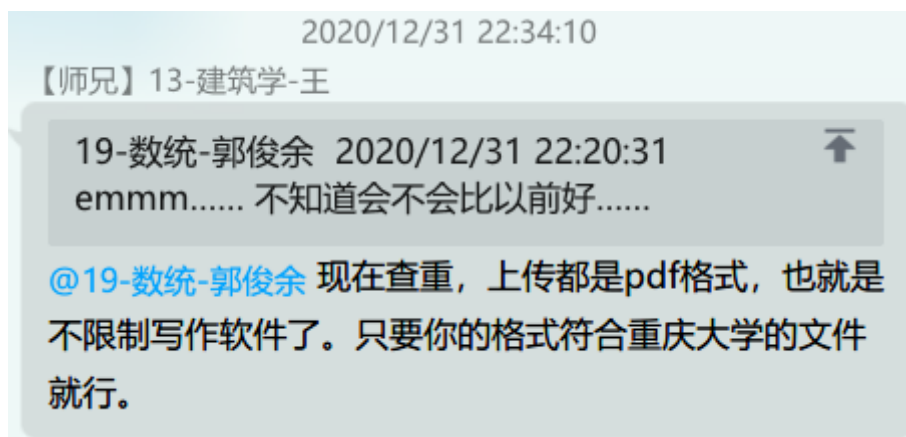 2020/12/31 22:34:10
【师兄】13-建筑学-王
19-数统-郭俊余 2020/12/31 22:20:31
emmm...... 不知道会不会比以前好......
@19-数统-郭俊余 现在查重，上传都是pdf格式，也就是
不限制写作软件了。只要你的格式符合重庆大学的文件
就行。